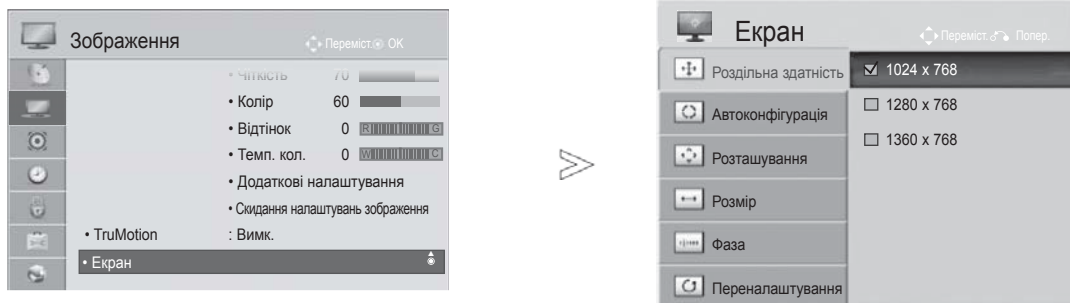 Зображення
Переміст. OK
• Чіткість 70
• Колір 60
• Відтінок 0 R G
• Темп. кол. 0 W C
• Додаткові налаштування
• Скидання налаштувань зображення
• TruMotion : Вимк.
• Екран
Екран
Переміст. Попер.
Роздільна здатність
1024 x 768
Автоконфігурація
1280 x 768
1360 x 768
Розташування
Розмір
Фаза
Переналаштування